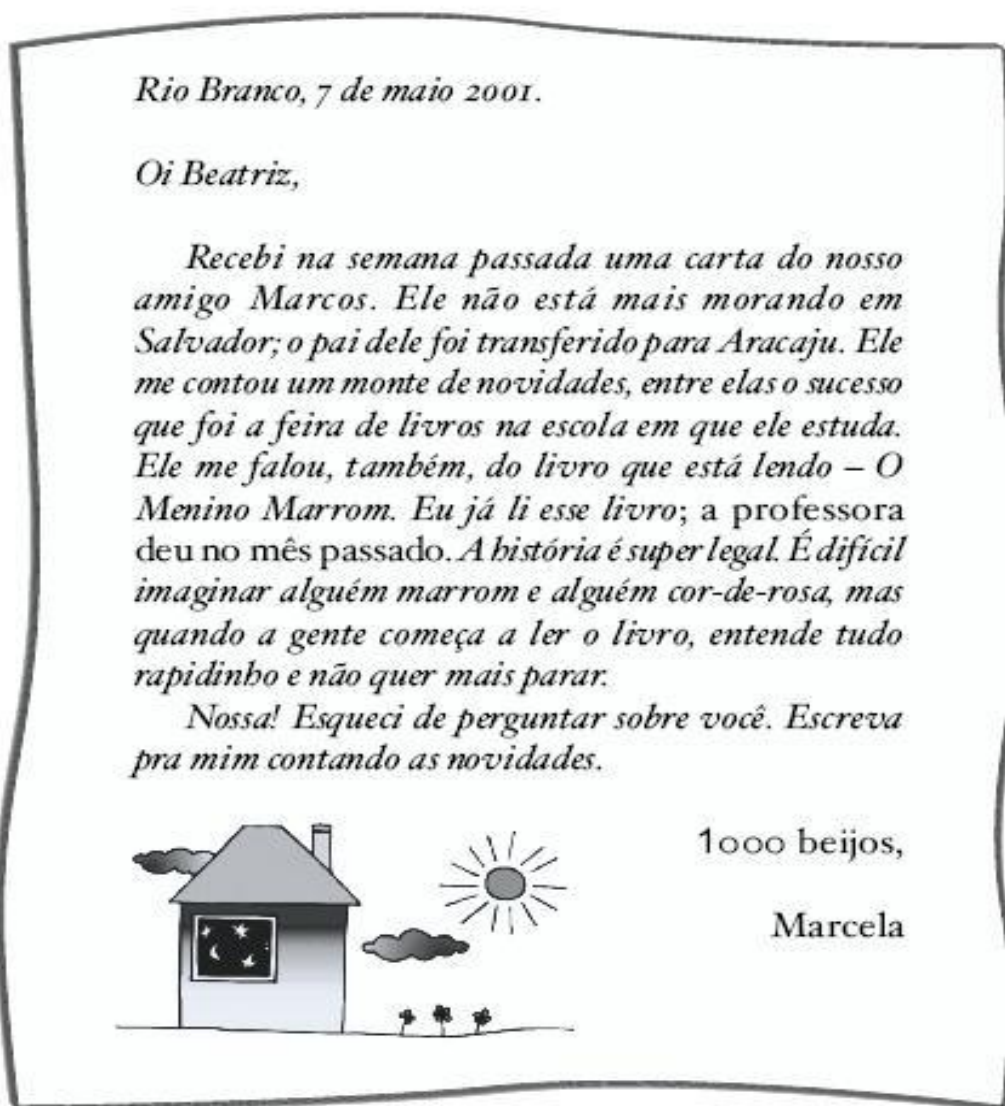 Rio Branco, 7 de maio 2001.
Oi Beatriz,
Recebi na semana passada uma carta do nosso
amigo Marcos. Ele não está mais morando em
Salvador; o pai dele foi transferido para Aracaju. Ele
me contou um monte de novidades, entre elas o sucesso
que foi a feira de livros na escola em que ele estuda.
Ele me falou, também, do livro que está lendo – O
Menino Marrom. Eu já li esse livro; a professora
deu no mês passado. A história é super legal. É difícil
imaginar alguém marrom e alguém cor-de-rosa, mas
quando a gente começa a ler o livro, entende tudo
rapidinho e não quer mais parar.
Nossa! Esqueci de perguntar sobre você. Escreva
pra mim contando as novidades.
1000 beijos,
Marcela